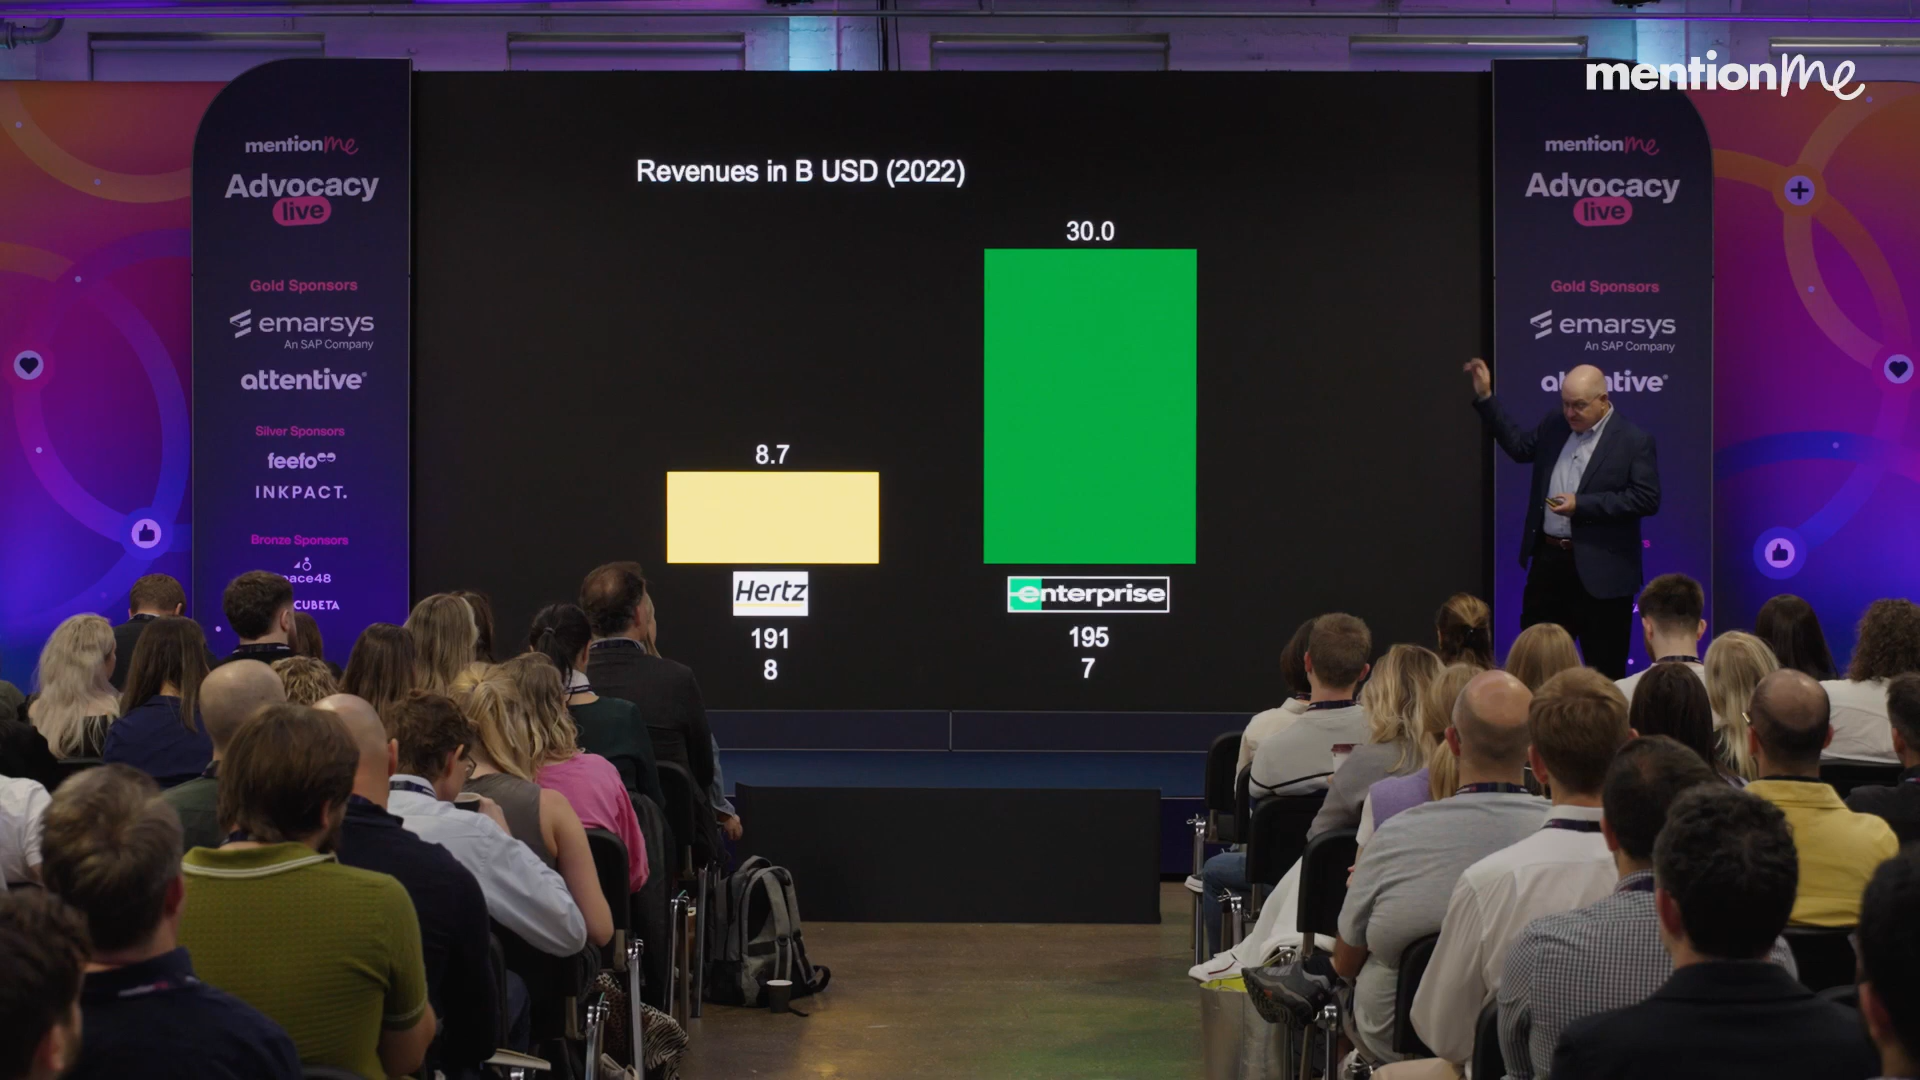 mentionme
mentionme
Advocacy
live
Gold Sponsors
emarsys
An SAP Company
attentive
Silver Sponsors
feefo
INKPACT.
Bronze Sponsors
CUBETA
Revenues in B USD (2022)
8.7
30.0
Hertz
enterprise
191
195
8
7
mentionme
Advocacy
live
Gold Sponsors
emarsys
An SAP Company